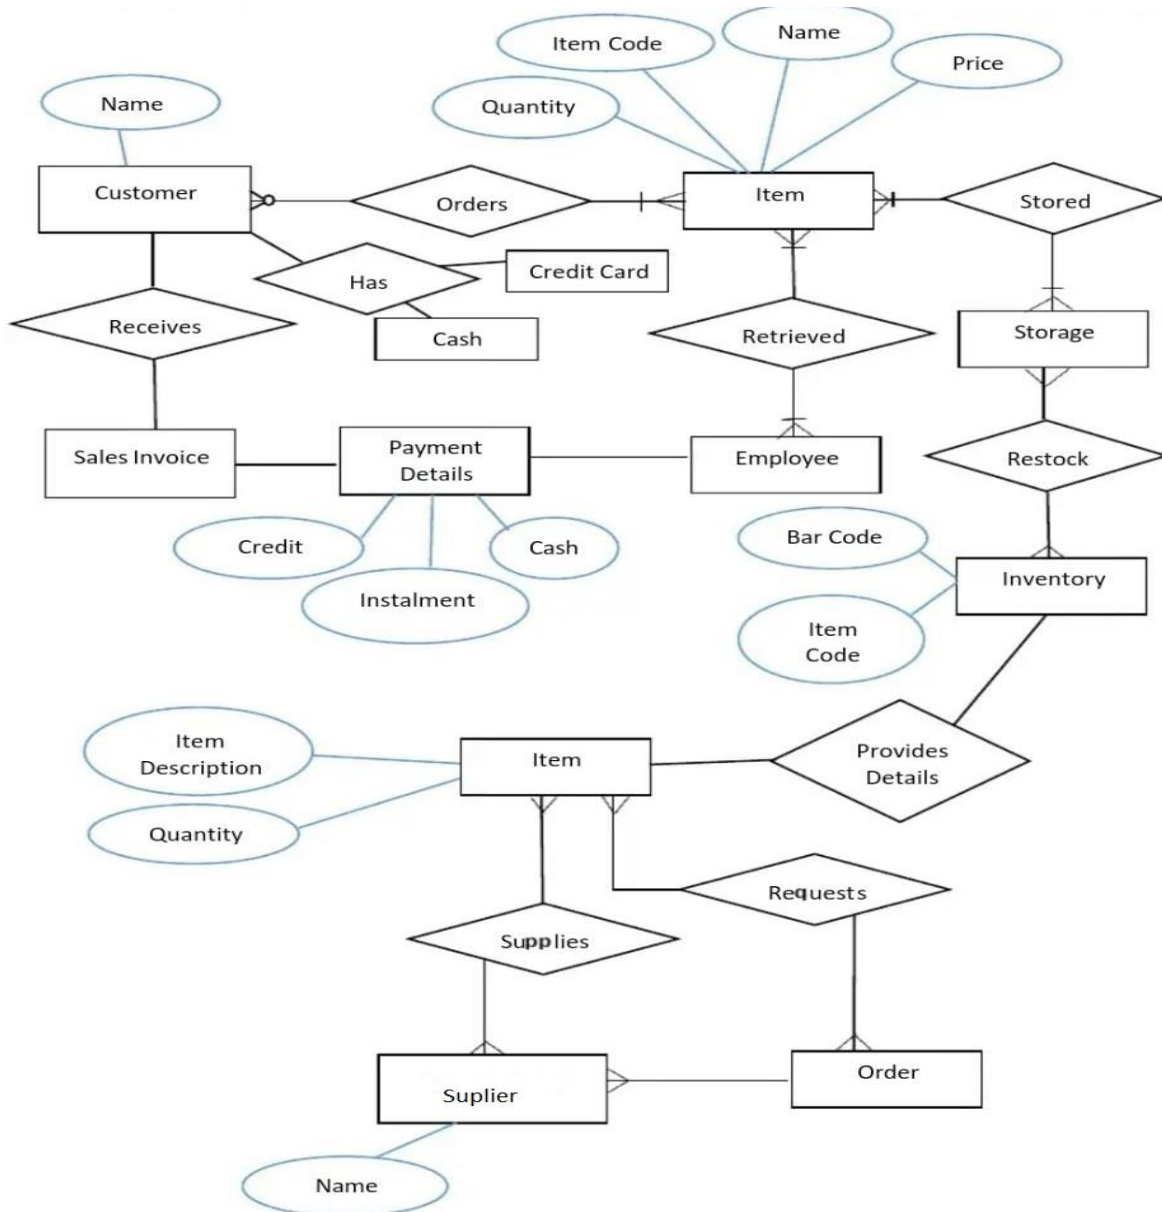 Item Code
Name
Price
Name
Quantity
Customer
Orders
Item
Stored
Has
Credit Card
Receives
Cash
Retrieved
Storage
Sales Invoice
Payment
Details
Employee
Restock
Credit
Cash
Instalment
Bar Code
Inventory
Item
Code
Item
Description
Item
Provides
Details
Quantity
Requests
Supplies
Suplier
Order
Name